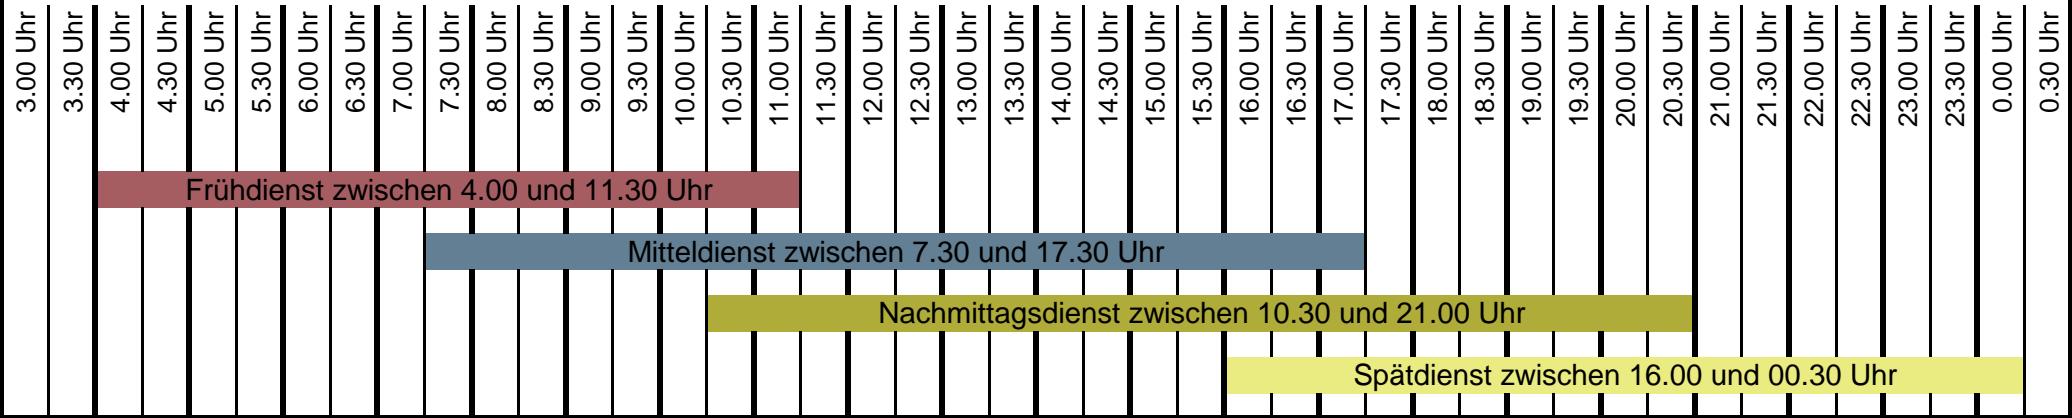 3.00 Uhr
3.30 Uhr
4.00 Uhr
4.30 Uhr
5.00 Uhr
5.30 Uhr
6.00 Uhr
6.30 Uhr
7.00 Uhr
7.30 Uhr
8.00 Uhr
8.30 Uhr
9.00 Uhr
9.30 Uhr
10.00 Uhr
10.30 Uhr
11.00 Uhr
11.30 Uhr
12.00 Uhr
12.30 Uhr
13.00 Uhr
13.30 Uhr
14.00 Uhr
14.30 Uhr
15.00 Uhr
15.30 Uhr
16.00 Uhr
16.30 Uhr
17.00 Uhr
17.30 Uhr
18.00 Uhr
18.30 Uhr
19.00 Uhr
19.30 Uhr
20.00 Uhr
20.30 Uhr
21.00 Uhr
21.30 Uhr
22.00 Uhr
22.30 Uhr
23.00 Uhr
23.30 Uhr
0.00 Uhr
0.30 Uhr
Frühdienst zwischen 4.00 und 11.30 Uhr
Mitteldienst zwischen 7.30 und 17.30 Uhr
Nachmittagsdienst zwischen 10.30 und 21.00 Uhr
Spätdienst zwischen 16.00 und 00.30 Uhr